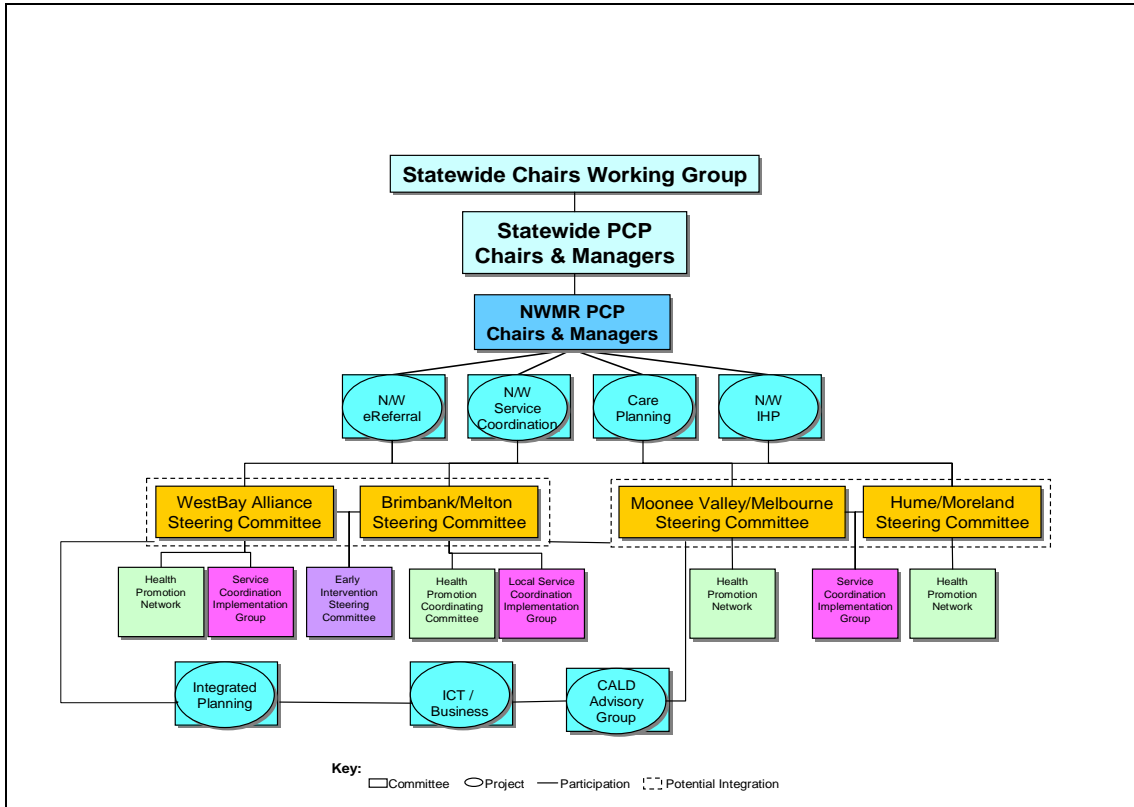 Statewide Chairs Working Group
Statewide PCP
Chairs & Managers
NWMR PCP
Chairs & Managers
N/W
eReferral
N/W
Service
Coordination
Care
Planning
N/W
IHP
WestBay Alliance
Steering Committee
Brimbank/Melton
Steering Committee
Moonee Valley/Melbourne
Steering Committee
Hume/Moreland
Steering Committee
Health
Promotion
Network
Service
Coordination
Implementation
Group
Early
Intervention
Steering
Committee
Health
Promotion
Coordinating
Committee
Local Service
Coordination
Implementation
Group
Health
Promotion
Network
Service
Coordination
Implementation
Group
Health
Promotion
Network
Integrated
Planning
ICT /
Business
CALD
Advisory
Group
Key:
Committee
Project
Participation
Potential Integration